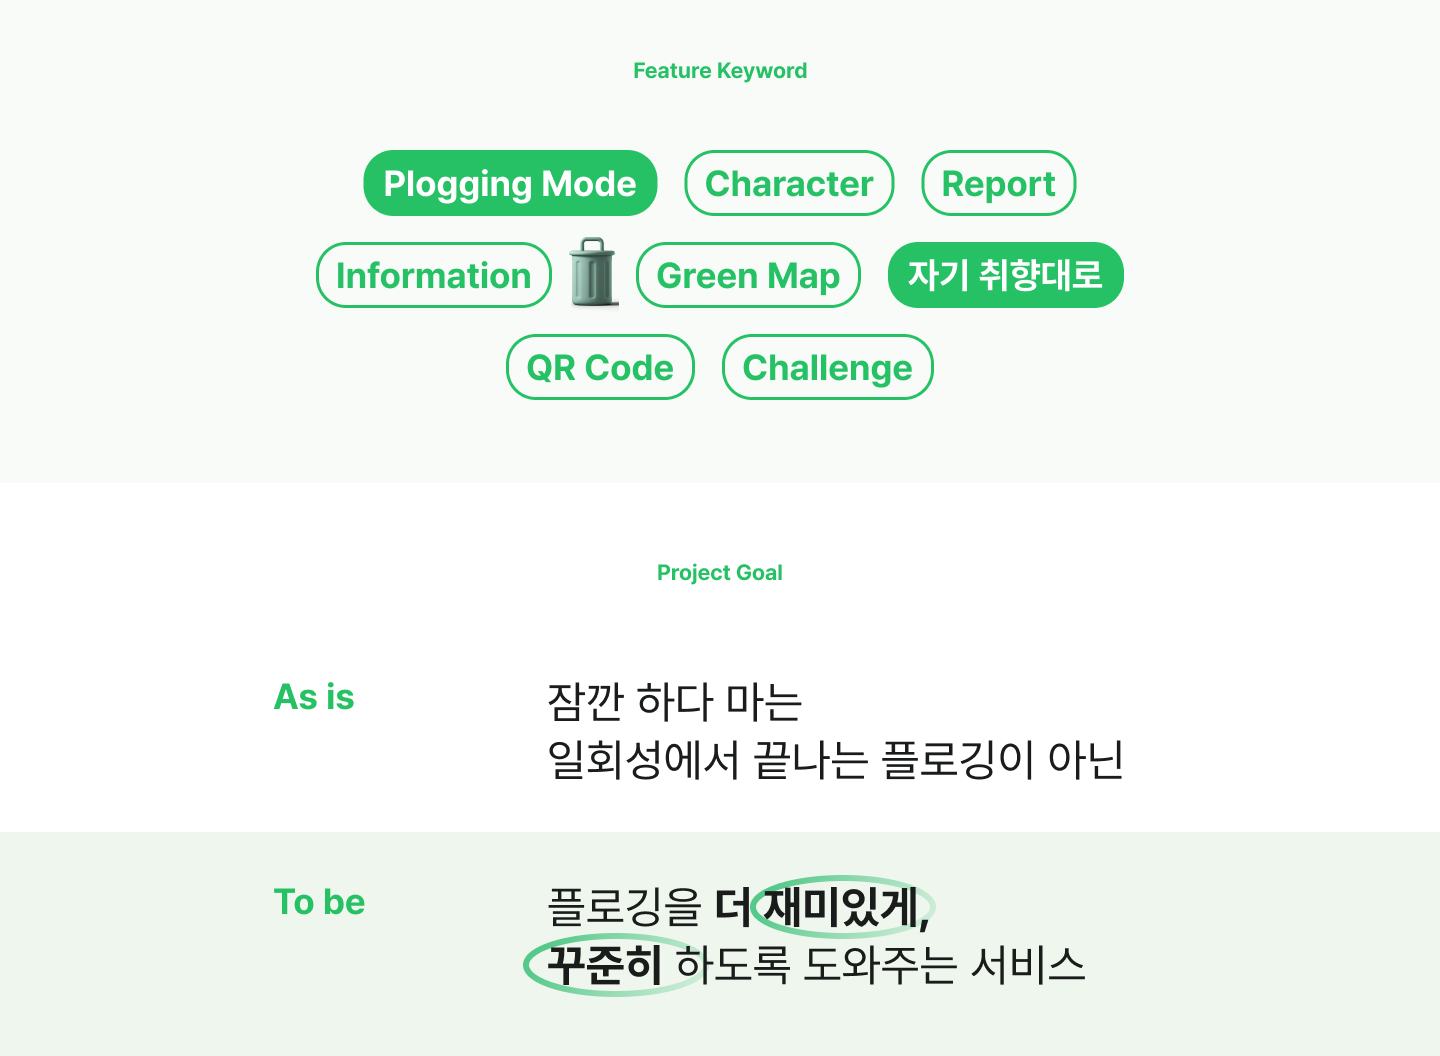 Feature Keyword
Plogging Mode Character Report
Information Green Map 자기 취향대로
QR Code Challenge
Project Goal
As is
잠깐 하다 마는
일회성에서 끝나는 플로깅이 아닌
To be
플로깅을 더 재미있게,
꾸준히 하도록 도와주는 서비스